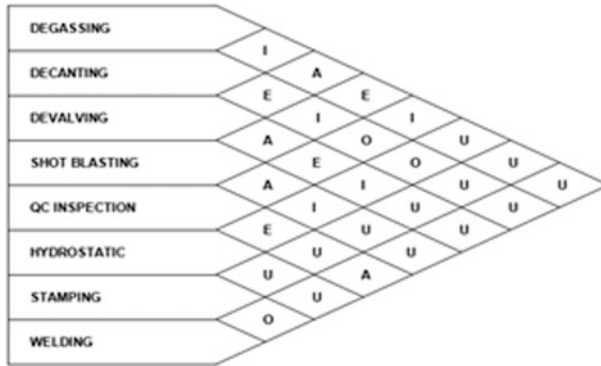 DEGASSING
I
DECANTING A
E E
DEVALVING I I
A O U
SHOT BLASTING E O U
A I U U
QC INSPECTION I U U
E U U
HYDROSTATIC U U
U A
STAMPING U
O
WELDING